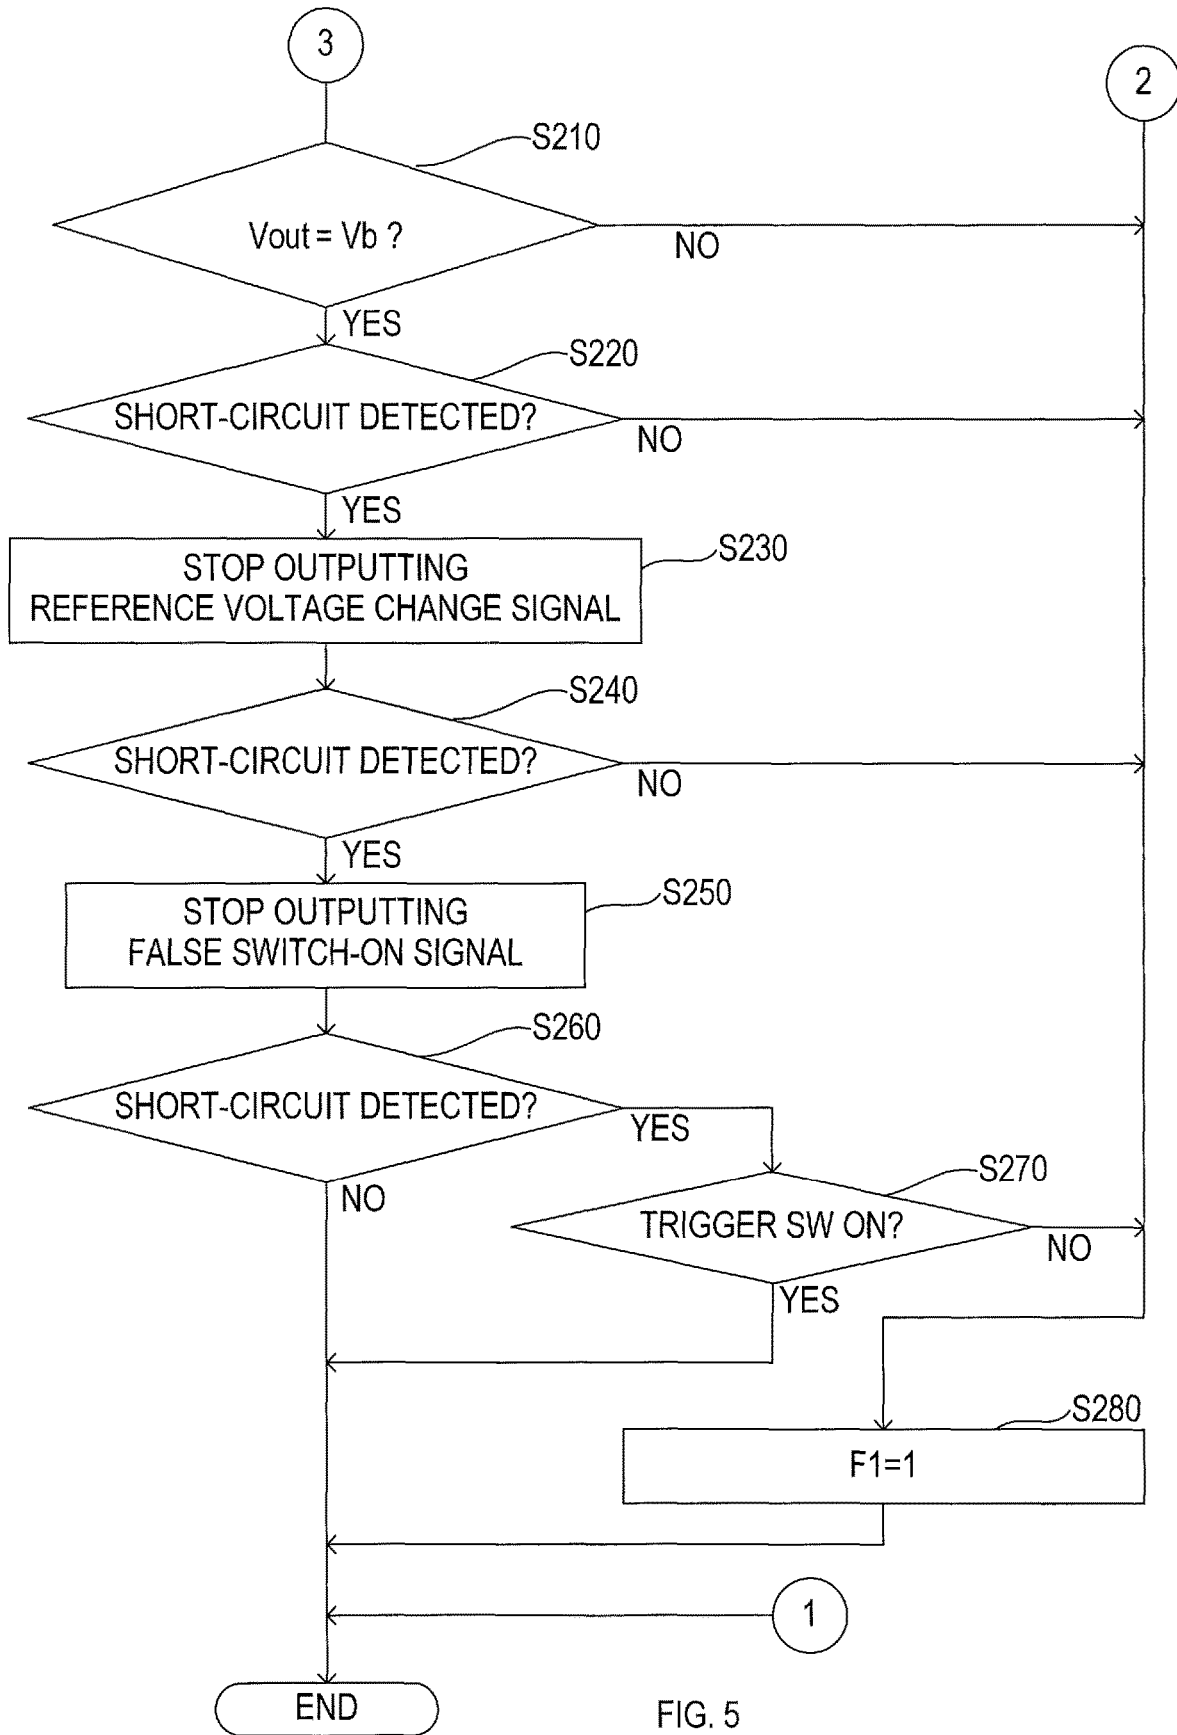 3
2
S210
Vout = Vb ?
NO
YES
S220
SHORT-CIRCUIT DETECTED?
NO
YES
S230
STOP OUTPUTTING
REFERENCE VOLTAGE CHANGE SIGNAL
S240
SHORT-CIRCUIT DETECTED?
NO
YES
S250
STOP OUTPUTTING
FALSE SWITCH-ON SIGNAL
S260
SHORT-CIRCUIT DETECTED?
YES
NO
S270
TRIGGER SW ON?
NO
YES
S280
F1=1
1
END
FIG. 5